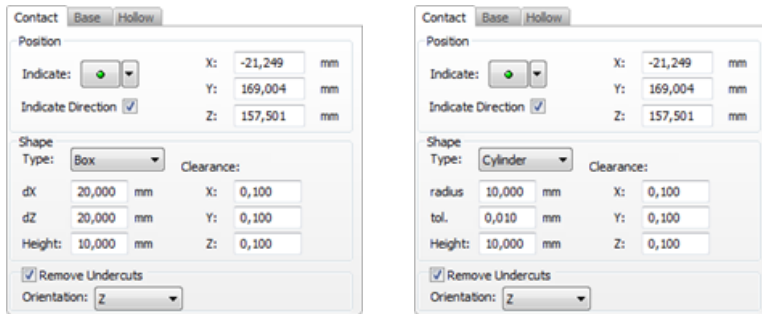 Contact Base Hollow
Position
Indicate: X: -21,249 mm
Y: 169,004 mm
Indicate Direction
Z: 157,501 mm
Shape
Type: Box Clearance:
dX 20,000 mm X: 0,100
dZ 20,000 mm Y: 0,100
Height: 10,000 mm Z: 0,100
Remove Undercuts
Orientation: Z
Contact Base Hollow
Position
Indicate: X: -21,249 mm
Y: 169,004 mm
Indicate Direction
Z: 157,501 mm
Shape
Type: Cylinder Clearance:
radius 10,000 mm X: 0,100
tol. 0,010 mm Y: 0,100
Height: 10,000 mm Z: 0,100
Remove Undercuts
Orientation: Z